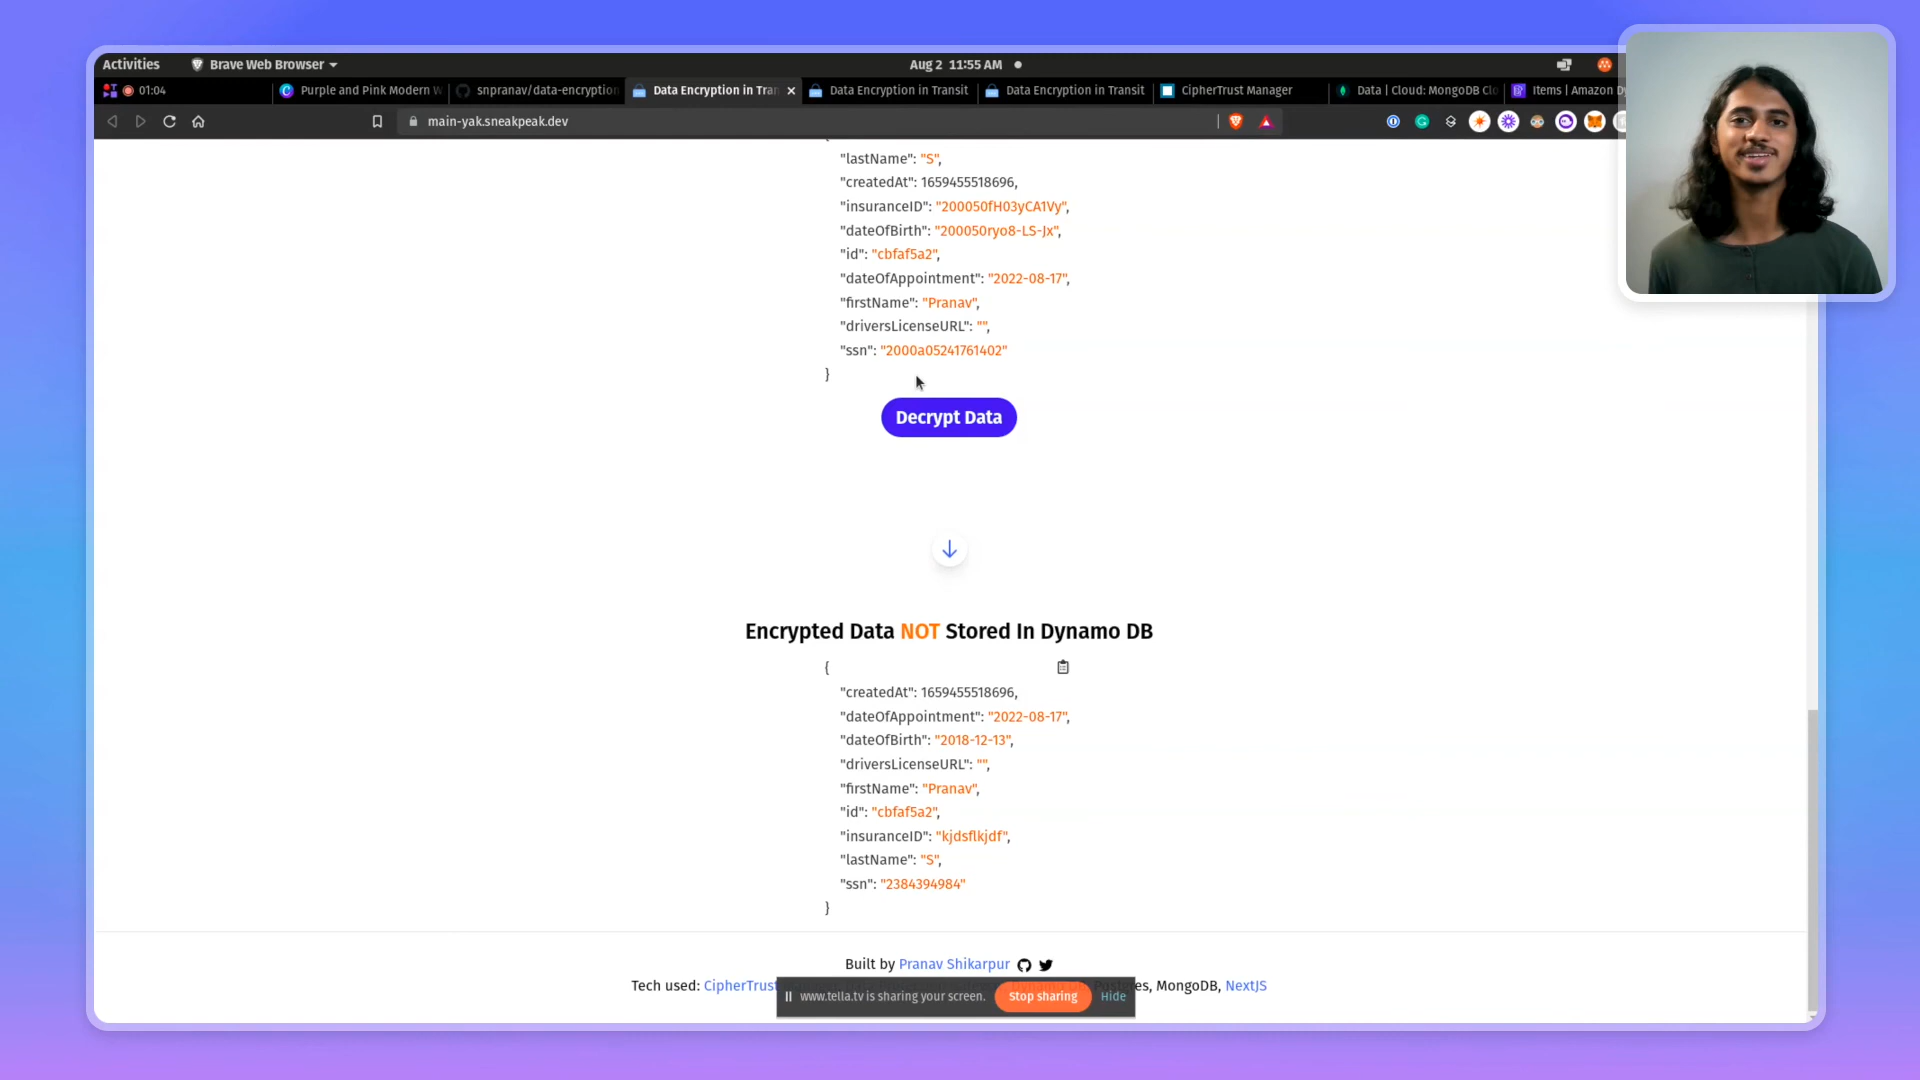 Activities
Brave Web Browser
Aug 2 11:55 AM
01:04
Purple and Pink Modern W
snpranav/data-encryption
Data Encryption in Tran
Data Encryption in Transit
Data Encryption in Transit
CipherTrust Manager
Data | Cloud: MongoDB Clo
Items | Amazon Dy
main-yak.sneakpeak.dev
"lastName": "S",
"createdAt": 1659455518696,
"insuranceID": "200050fH03yCA1Vy",
"dateOfBirth": "200050ryo8-LS-Jx",
"id": "cbfaf5a2",
"dateOfAppointment": "2022-08-17",
"firstName": "Pranav",
"driversLicenseURL": "",
"ssn": "2000a05241761402"
}
Decrypt Data
Encrypted Data NOT Stored In Dynamo DB
{
"createdAt": 1659455518696,
"dateOfAppointment": "2022-08-17",
"dateOfBirth": "2018-12-13",
"driversLicenseURL": "",
"firstName": "Pranav",
"id": "cbfaf5a2",
"insuranceID": "kjdsflkjdf",
"lastName": "S",
"ssn": "2384394984"
}
Built by Pranav Shikarpur
Tech used: CipherTrust
MongoDB, NextJS
www.tella.tv is sharing your screen.
Stop sharing
Hide